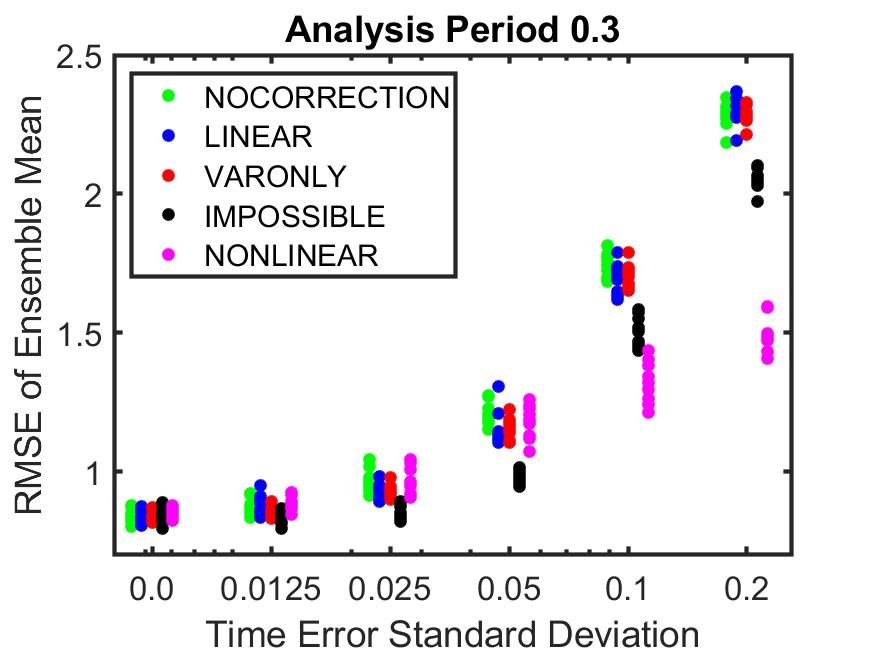 Analysis Period 0.3
2.5
2
1.5
1
RMSE of Ensemble Mean
NOCORRECTION
LINEAR
VARONLY
IMPOSSIBLE
NONLINEAR
0.0 0.0125 0.025 0.05 0.1 0.2
Time Error Standard Deviation